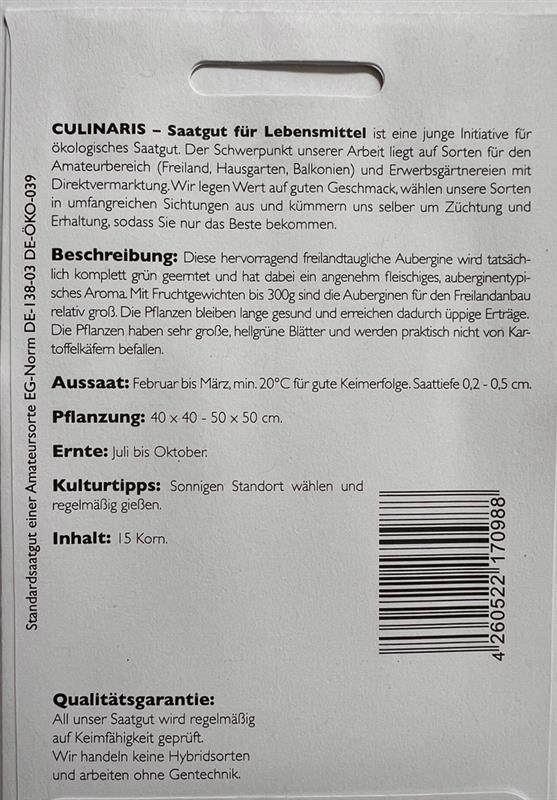 CULINARIS – Saatgut für Lebensmittel ist eine junge Initiative für
ökologisches Saatgut. Der Schwerpunkt unserer Arbeit liegt auf Sorten für den
Amateurbereich (Freiland, Hausgarten, Balkonien) und Erwerbsgärtnereien mit
Direktvermarktung. Wir legen Wert auf guten Geschmack, wählen unsere Sorten
in umfangreichen Sichtungen aus und kümmern uns selber um Züchtung und
Erhaltung, sodass Sie nur das Beste bekommen.
Beschreibung: Diese hervorragend freilandtaugliche Aubergine wird tatsäch-
lich komplett grün geerntet und hat dabei ein angenehm fleischiges, auberginentypi-
sches Aroma. Mit Fruchtgewichten bis 300g sind die Auberginen für den Freilandanbau
relativ groß. Die Pflanzen bleiben lange gesund und erreichen dadurch üppige Erträge.
Die Pflanzen haben sehr große, hellgrüne Blätter und werden praktisch nicht von Kar-
toffelkäfern befallen.
Aussaat: Februar bis März, min. 20°C für gute Keimerfolge. Saattiefe 0,2 - 0,5 cm.
Pflanzung: 40 x 40 - 50 x 50 cm.
Ernte: Juli bis Oktober.
Kulturtipps: Sonnigen Standort wählen und
regelmäßig gießen.
Inhalt: 15 Korn.
4 260522 170988
Qualitätsgarantie:
All unser Saatgut wird regelmäßig
auf Keimfähigkeit geprüft.
Wir handeln keine Hybridsorten
und arbeiten ohne Gentechnik.
Standardsaatgut einer Amateursorte EG-Norm DE-138-03 DE-ÖKO-039